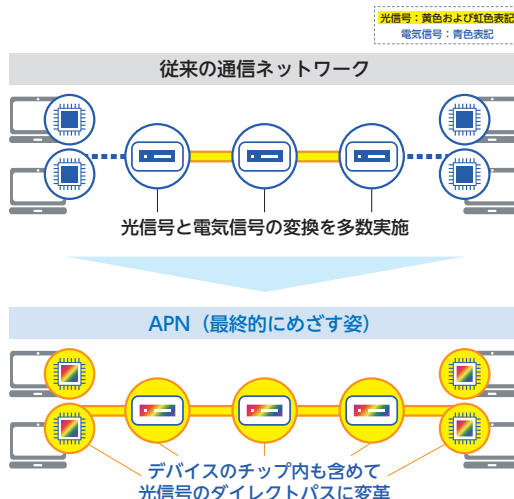 光信号：黄色および虹色表記
電気信号：青色表記
従来の通信ネットワーク
光信号と電気信号の変換を多数実施
APN（最終的にめざす姿）
デバイスのチップ内も含めて
光信号のダイレクトパスに変革